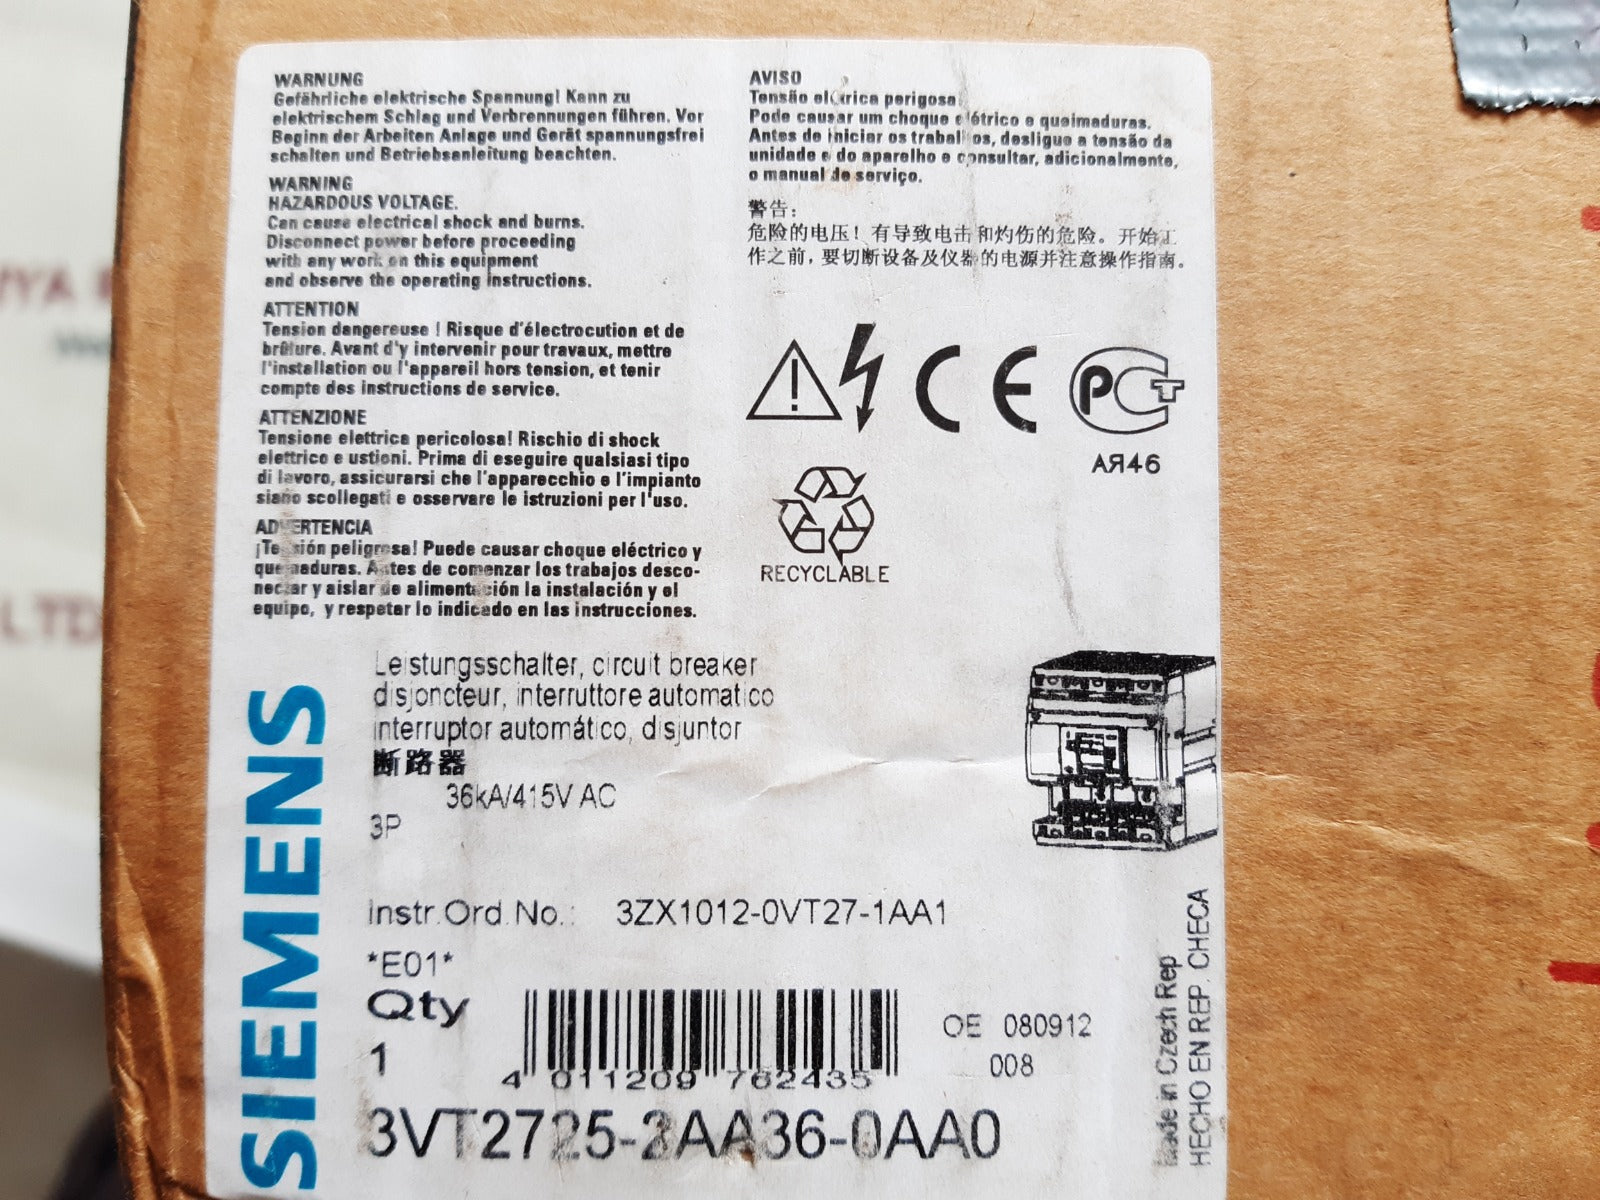 WARNUNG
Gefährliche elektrische Spannung! Kann zu
elektrischem Schlag und Verbrennungen führen. Vor
Beginn der Arbeiten Anlage und Gerät spannungsfrei
schalten und Betriebsanleitung beachten.
WARNING
HAZARDOUS VOLTAGE.
Can cause electrical shock and burns.
Disconnect power before proceeding
with any work on this equipment
and observe the operating instructions.
ATTENTION
Tension dangereuse ! Risque d'électrocution et de
brûlure. Avant d'y intervenir pour travaux, mettre
l'installation ou l'appareil hors tension, et tenir
compte des instructions de service.
ATTENZIONE
Tensione elettrica pericolosa! Rischio di shock
elettrico e ustioni. Prima di eseguire qualsiasi tipo
di lavoro, assicurarsi che l'apparecchio e l'impianto
siano scollegati e osservare le istruzioni per l'uso.
ADVERTENCIA
¡Tensión peligrosa! Puede causar choque eléctrico y
quemaduras. Antes de comenzar los trabajos desco-
nectar y aislar de alimentación la instalación y el
equipo, y respetar lo indicado en las instrucciones.
AVISO
Tensão elétrica perigosa!
Pode causar um choque elétrico e queimaduras.
Antes de iniciar os trabalhos, desligue a tensão da
unidade e do aparelho e consultar, adicionalmente,
o manual de serviço.
警告:
危险的电压! 有导致电击和灼伤的危险。开始工
作之前, 要切断设备及仪器的电源并注意操作指南。
CE
PCT
АЯ46
RECYCLABLE
SIEMENS
Leistungsschalter, circuit breaker
disjoncteur, interruttore automatico
interruptor automático, disjuntor
断路器
36kA/415V AC
3P
Instr.Ord.No.: 3ZX1012-0VT27-1AA1
*E01*
Qty
1
4 011209 762435
OE 080912
008
3VT2725-2AA36-0AA0
Made in Czech Rep
HECHO EN REP. CHECA
LTD